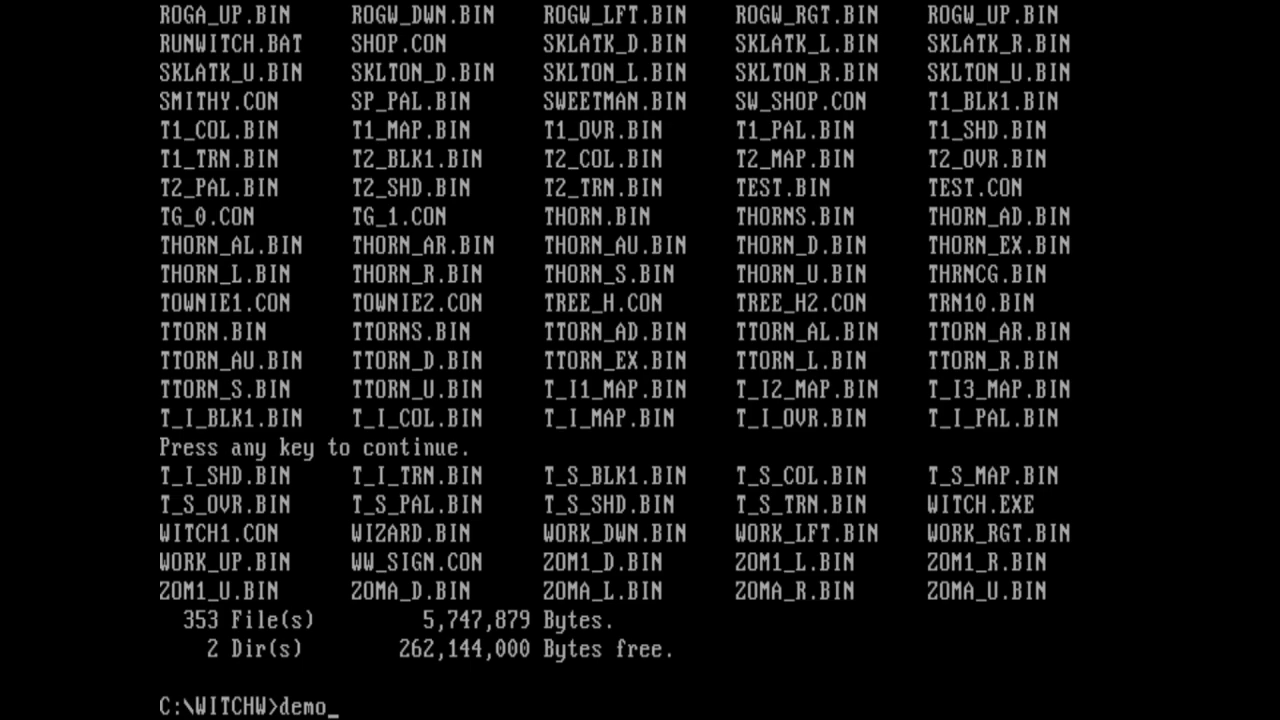 ROGA_UP.BIN ROGW_DWN.BIN ROGW_LFT.BIN ROGW_RGT.BIN ROGW_UP.BIN
RUNWITCH.BAT SHOP.CON SKLATK_D.BIN SKLATK_L.BIN SKLATK_R.BIN
SKLATK_U.BIN SKLTON_D.BIN SKLTON_L.BIN SKLTON_R.BIN SKLTON_U.BIN
SMITHY.CON SP_PAL.BIN SWEETMAN.BIN SW_SHOP.CON T1_BLK1.BIN
T1_COL.BIN T1_MAP.BIN T1_OVR.BIN T1_PAL.BIN T1_SHD.BIN
T1_TRN.BIN T2_BLK1.BIN T2_COL.BIN T2_MAP.BIN T2_OVR.BIN
T2_PAL.BIN T2_SHD.BIN T2_TRN.BIN TEST.BIN TEST.CON
TG_0.CON TG_1.CON THORN.BIN THORNS.BIN THORN_AD.BIN
THORN_AL.BIN THORN_AR.BIN THORN_AU.BIN THORN_D.BIN THORN_EX.BIN
THORN_L.BIN THORN_R.BIN THORN_S.BIN THORN_U.BIN THRNCG.BIN
TOWNIE1.CON TOWNIE2.CON TREE_H.CON TREE_H2.CON TRN10.BIN
TTORN.BIN TTORNS.BIN TTORN_AD.BIN TTORN_AL.BIN TTORN_AR.BIN
TTORN_AU.BIN TTORN_D.BIN TTORN_EX.BIN TTORN_L.BIN TTORN_R.BIN
TTORN_S.BIN TTORN_U.BIN T_I1_MAP.BIN T_I2_MAP.BIN T_I3_MAP.BIN
T_I_BLK1.BIN T_I_COL.BIN T_I_MAP.BIN T_I_OVR.BIN T_I_PAL.BIN
Press any key to continue.
T_I_SHD.BIN T_I_TRN.BIN T_S_BLK1.BIN T_S_COL.BIN T_S_MAP.BIN
T_S_OVR.BIN T_S_PAL.BIN T_S_SHD.BIN T_S_TRN.BIN WITCH.EXE
WITCH1.CON WIZARD.BIN WORK_DWN.BIN WORK_LFT.BIN WORK_RGT.BIN
WORK_UP.BIN WW_SIGN.CON ZOM1_D.BIN ZOM1_L.BIN ZOM1_R.BIN
ZOM1_U.BIN ZOMA_D.BIN ZOMA_L.BIN ZOMA_R.BIN ZOMA_U.BIN
353 File(s) 5,747,879 Bytes.
2 Dir(s) 262,144,000 Bytes free.
C:\WITCHW>demo_